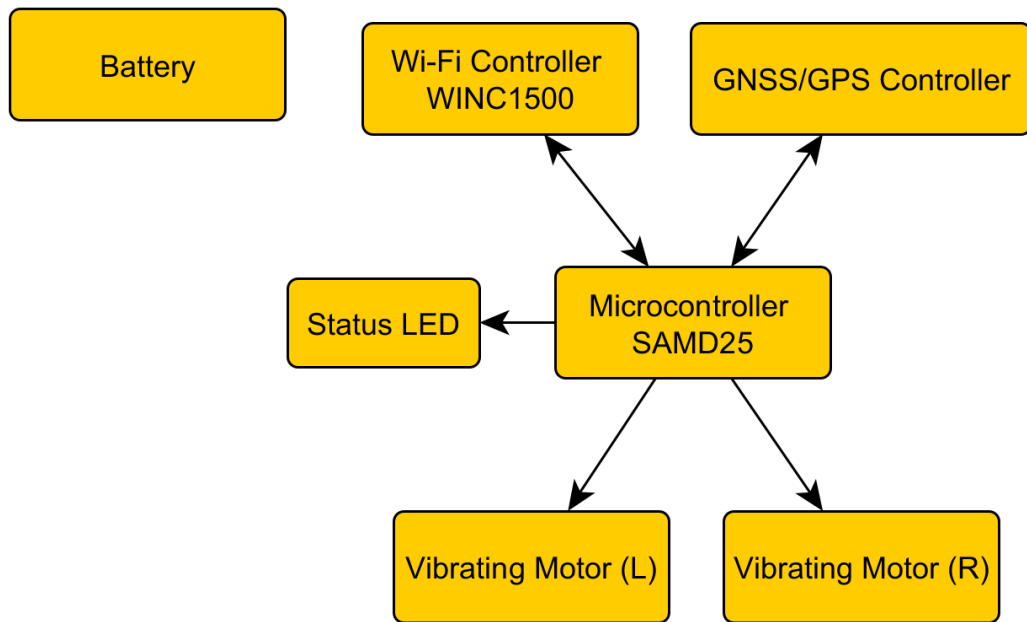 Battery
Wi-Fi Controller
WINC1500
GNSS/GPS Controller
Status LED
Microcontroller
SAMD25
Vibrating Motor (L)
Vibrating Motor (R)